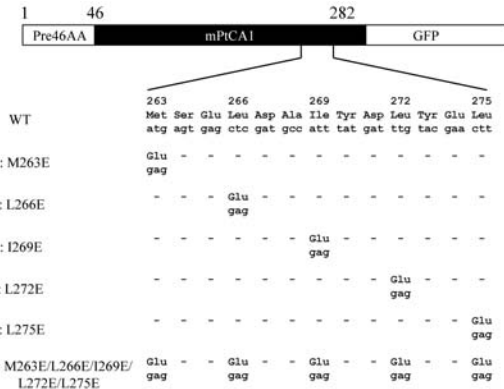 1 46 282
Pre46AA mPtCA1 GFP
263 266 269 272 275
WT Met Ser Glu Leu Asp Ala Ile Tyr Asp Leu Tyr Glu Leu
atg agt gag ctc gat gcc att tat gat ttg tac gaa ctt
: M263E Glu - - - - - - - - - - - -
gag
: L266E - - - Glu - - - - - - - - -
gag
: I269E - - - - - - Glu - - - - - -
gag
: L272E - - - - - - - - - Glu - - -
gag
: L275E - - - - - - - - - - - - Glu
gag
M263E/L266E/I269E/ Glu - - Glu - - Glu - - Glu - - Glu
L272E/L275E gag gag gag gag gag